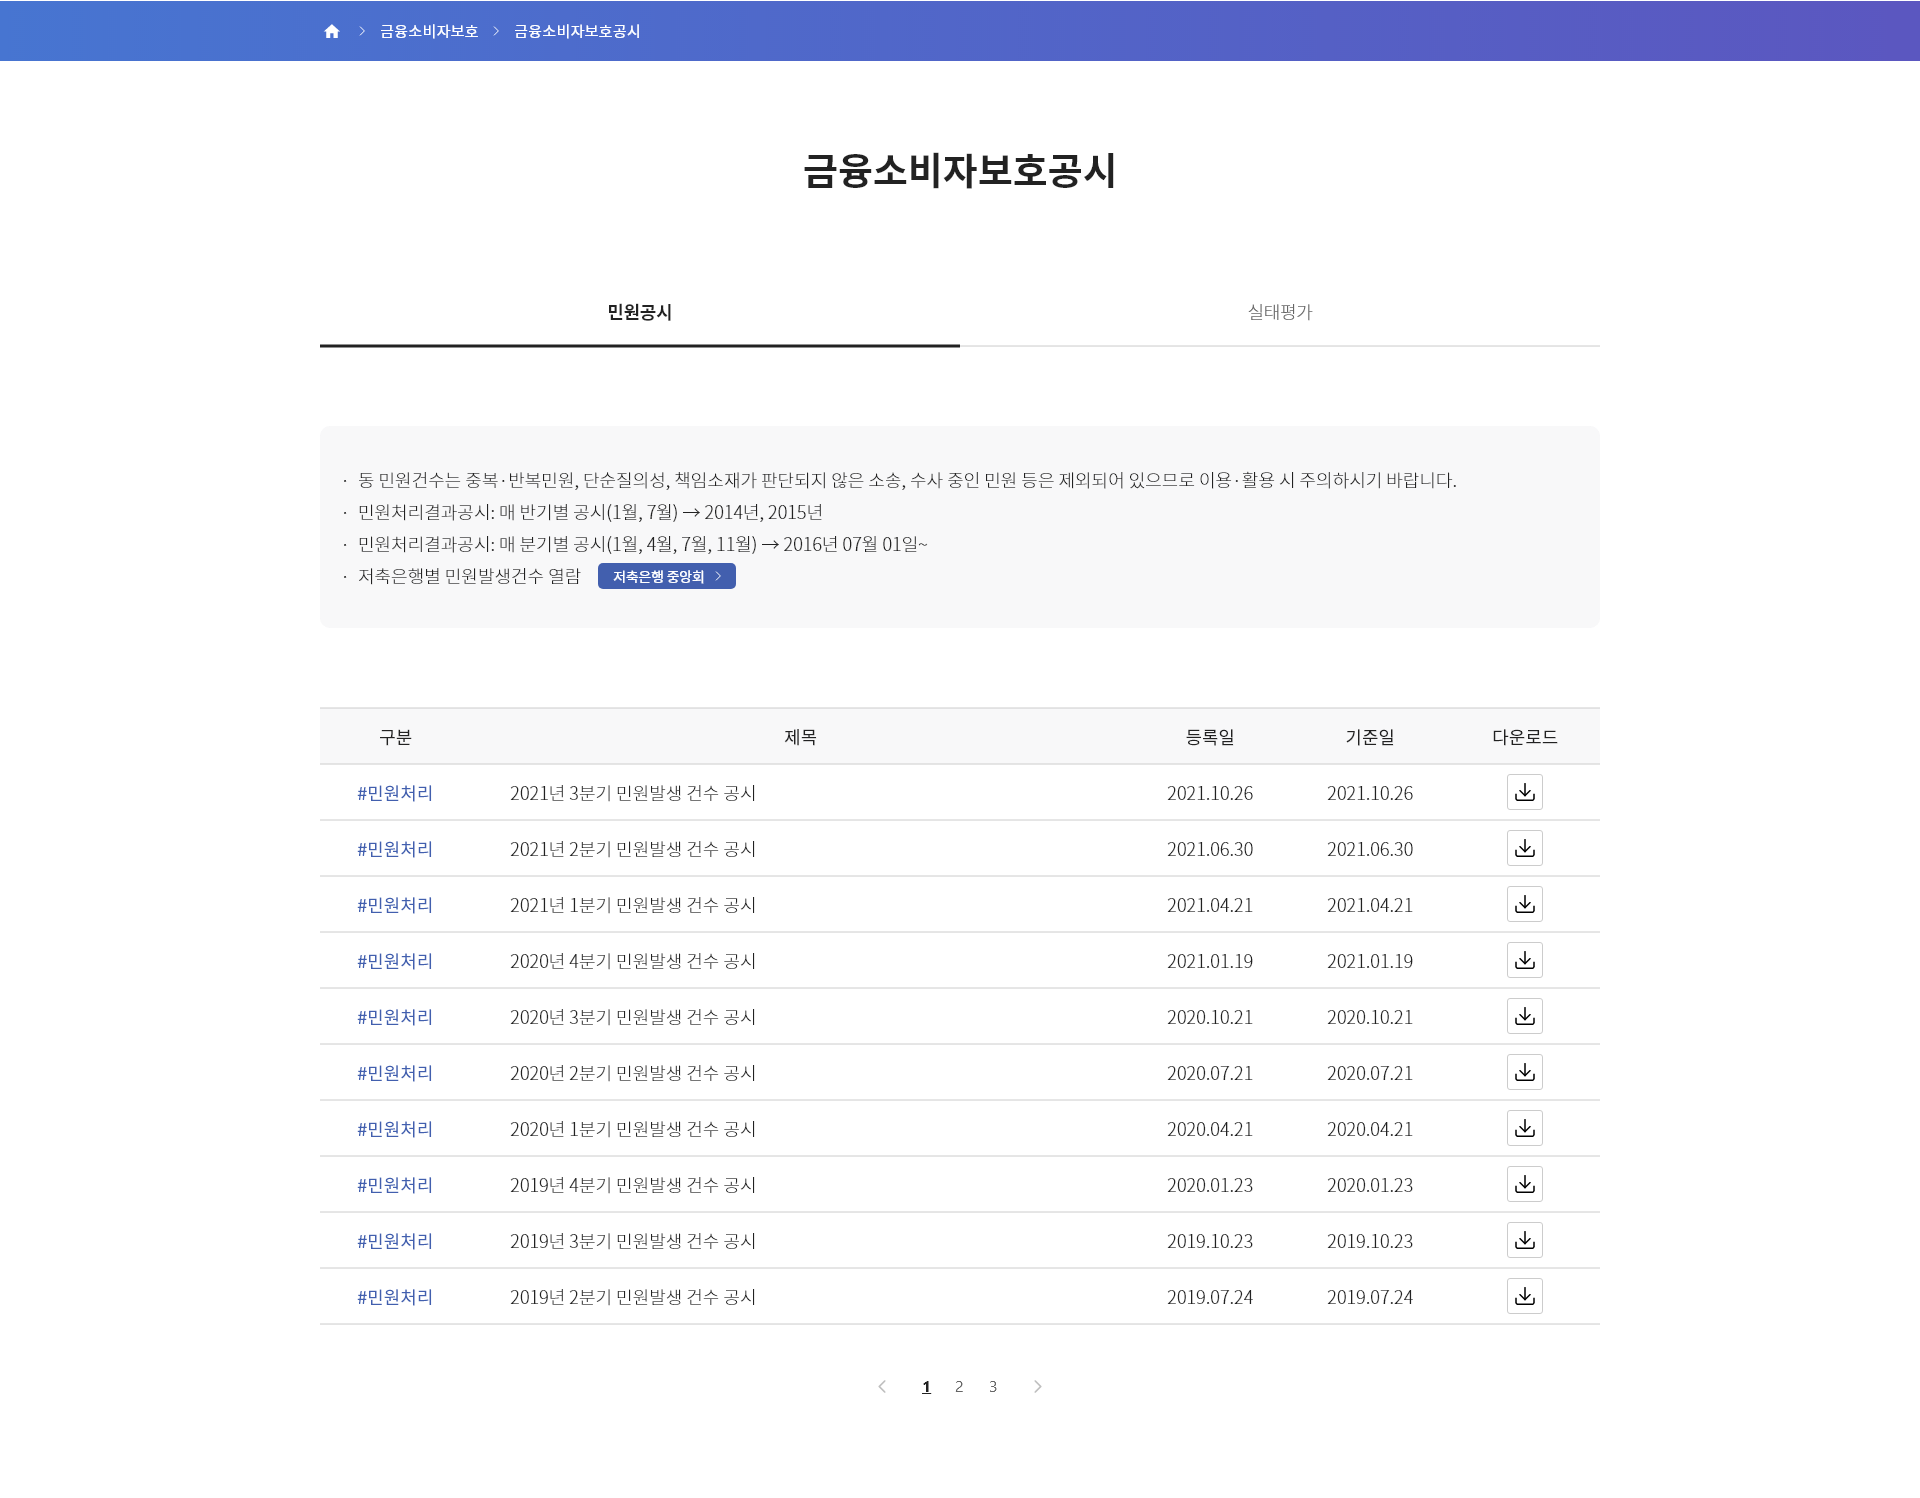 금융소비자보호 금융소비자보호공시
금융소비자보호공시
민원공시 실태평가
· 동 민원건수는 중복·반복민원, 단순질의성, 책임소재가 판단되지 않은 소송, 수사 중인 민원 등은 제외되어 있으므로 이용·활용 시 주의하시기 바랍니다.
· 민원처리결과공시: 매 반기별 공시(1월, 7월) → 2014년, 2015년
· 민원처리결과공시: 매 분기별 공시(1월, 4월, 7월, 11월) → 2016년 07월 01일~
· 저축은행별 민원발생건수 열람 저축은행 중앙회
구분 제목 등록일 기준일 다운로드
#민원처리 2021년 3분기 민원발생 건수 공시 2021.10.26 2021.10.26
#민원처리 2021년 2분기 민원발생 건수 공시 2021.06.30 2021.06.30
#민원처리 2021년 1분기 민원발생 건수 공시 2021.04.21 2021.04.21
#민원처리 2020년 4분기 민원발생 건수 공시 2021.01.19 2021.01.19
#민원처리 2020년 3분기 민원발생 건수 공시 2020.10.21 2020.10.21
#민원처리 2020년 2분기 민원발생 건수 공시 2020.07.21 2020.07.21
#민원처리 2020년 1분기 민원발생 건수 공시 2020.04.21 2020.04.21
#민원처리 2019년 4분기 민원발생 건수 공시 2020.01.23 2020.01.23
#민원처리 2019년 3분기 민원발생 건수 공시 2019.10.23 2019.10.23
#민원처리 2019년 2분기 민원발생 건수 공시 2019.07.24 2019.07.24
1 2 3